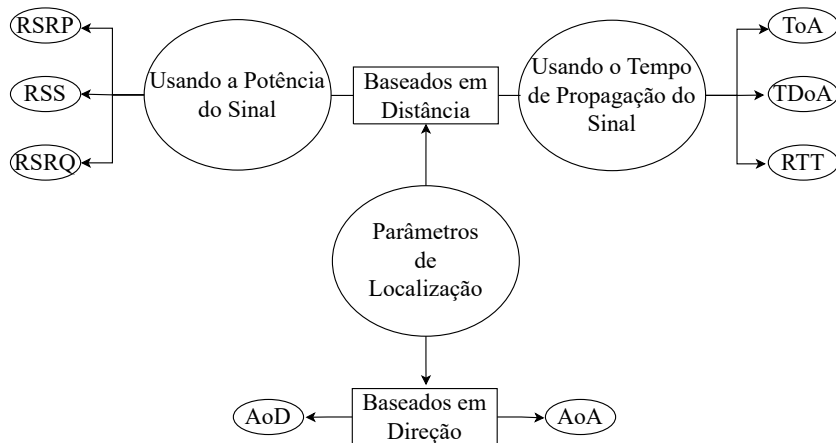 RSRP
RSS
RSRQ
Usando a Potência
do Sinal
Baseados em
Distância
Usando o Tempo
de Propagação do
Sinal
ToA
TDoA
RTT
Parâmetros
de
Localização
AoD
Baseados em
Direção
AoA